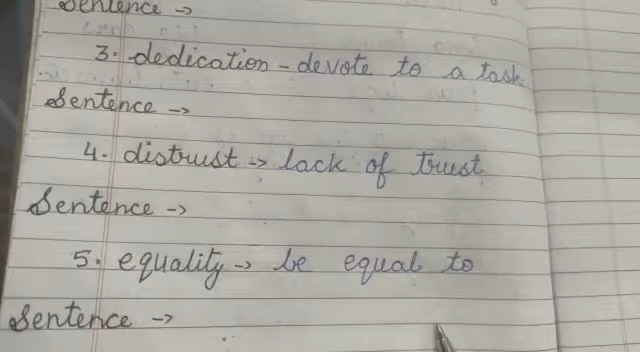 Sentence →
3. dedication - devote to a task
Sentence →
4. distrust → lack of trust
Sentence →
5. equality → be equal to
Sentence →